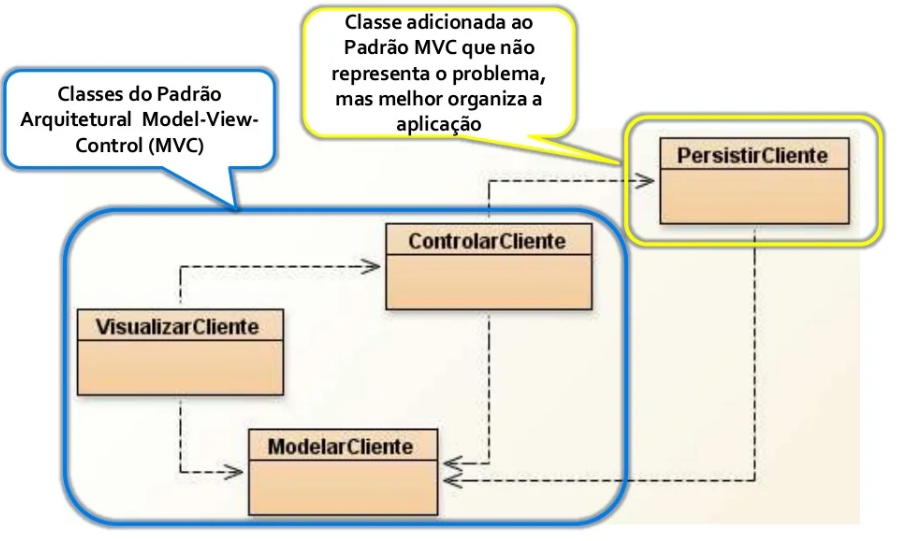 Classe adicionada ao
Padrão MVC que não
representa o problema,
mas melhor organiza a
aplicação
Classes do Padrão
Arquitetural Model-View-
Control (MVC)
PersistirCliente
ControlarCliente
VisualizarCliente
ModelarCliente